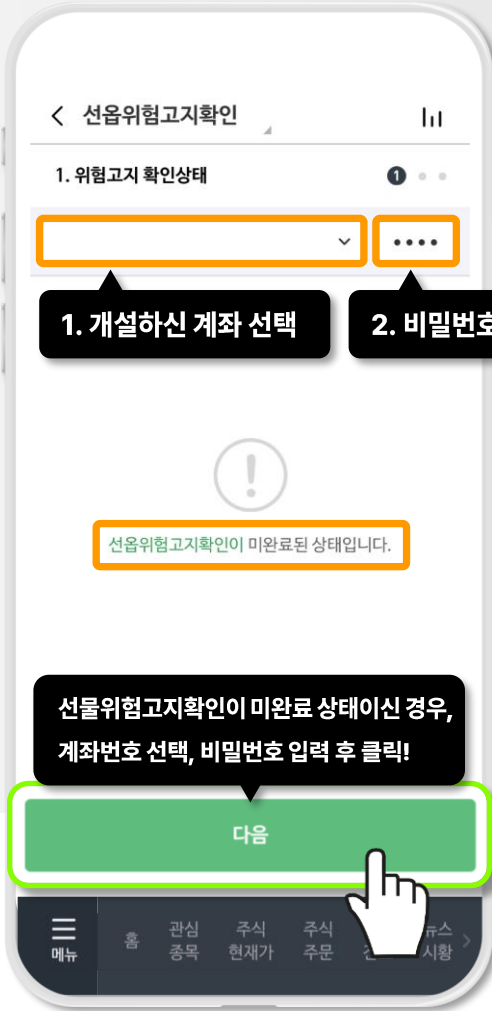 선옵위험고지확인
1. 위험고지 확인상태
1
••••
1. 개설하신 계좌 선택
2. 비밀번호
선옵위험고지확인이 미완료된 상태입니다.
선물위험고지확인이 미완료 상태이신 경우,
계좌번호 선택, 비밀번호 입력 후 클릭!
다음
메뉴
홈
관심
종목
주식
현재가
주식
주문
뉴스
시황